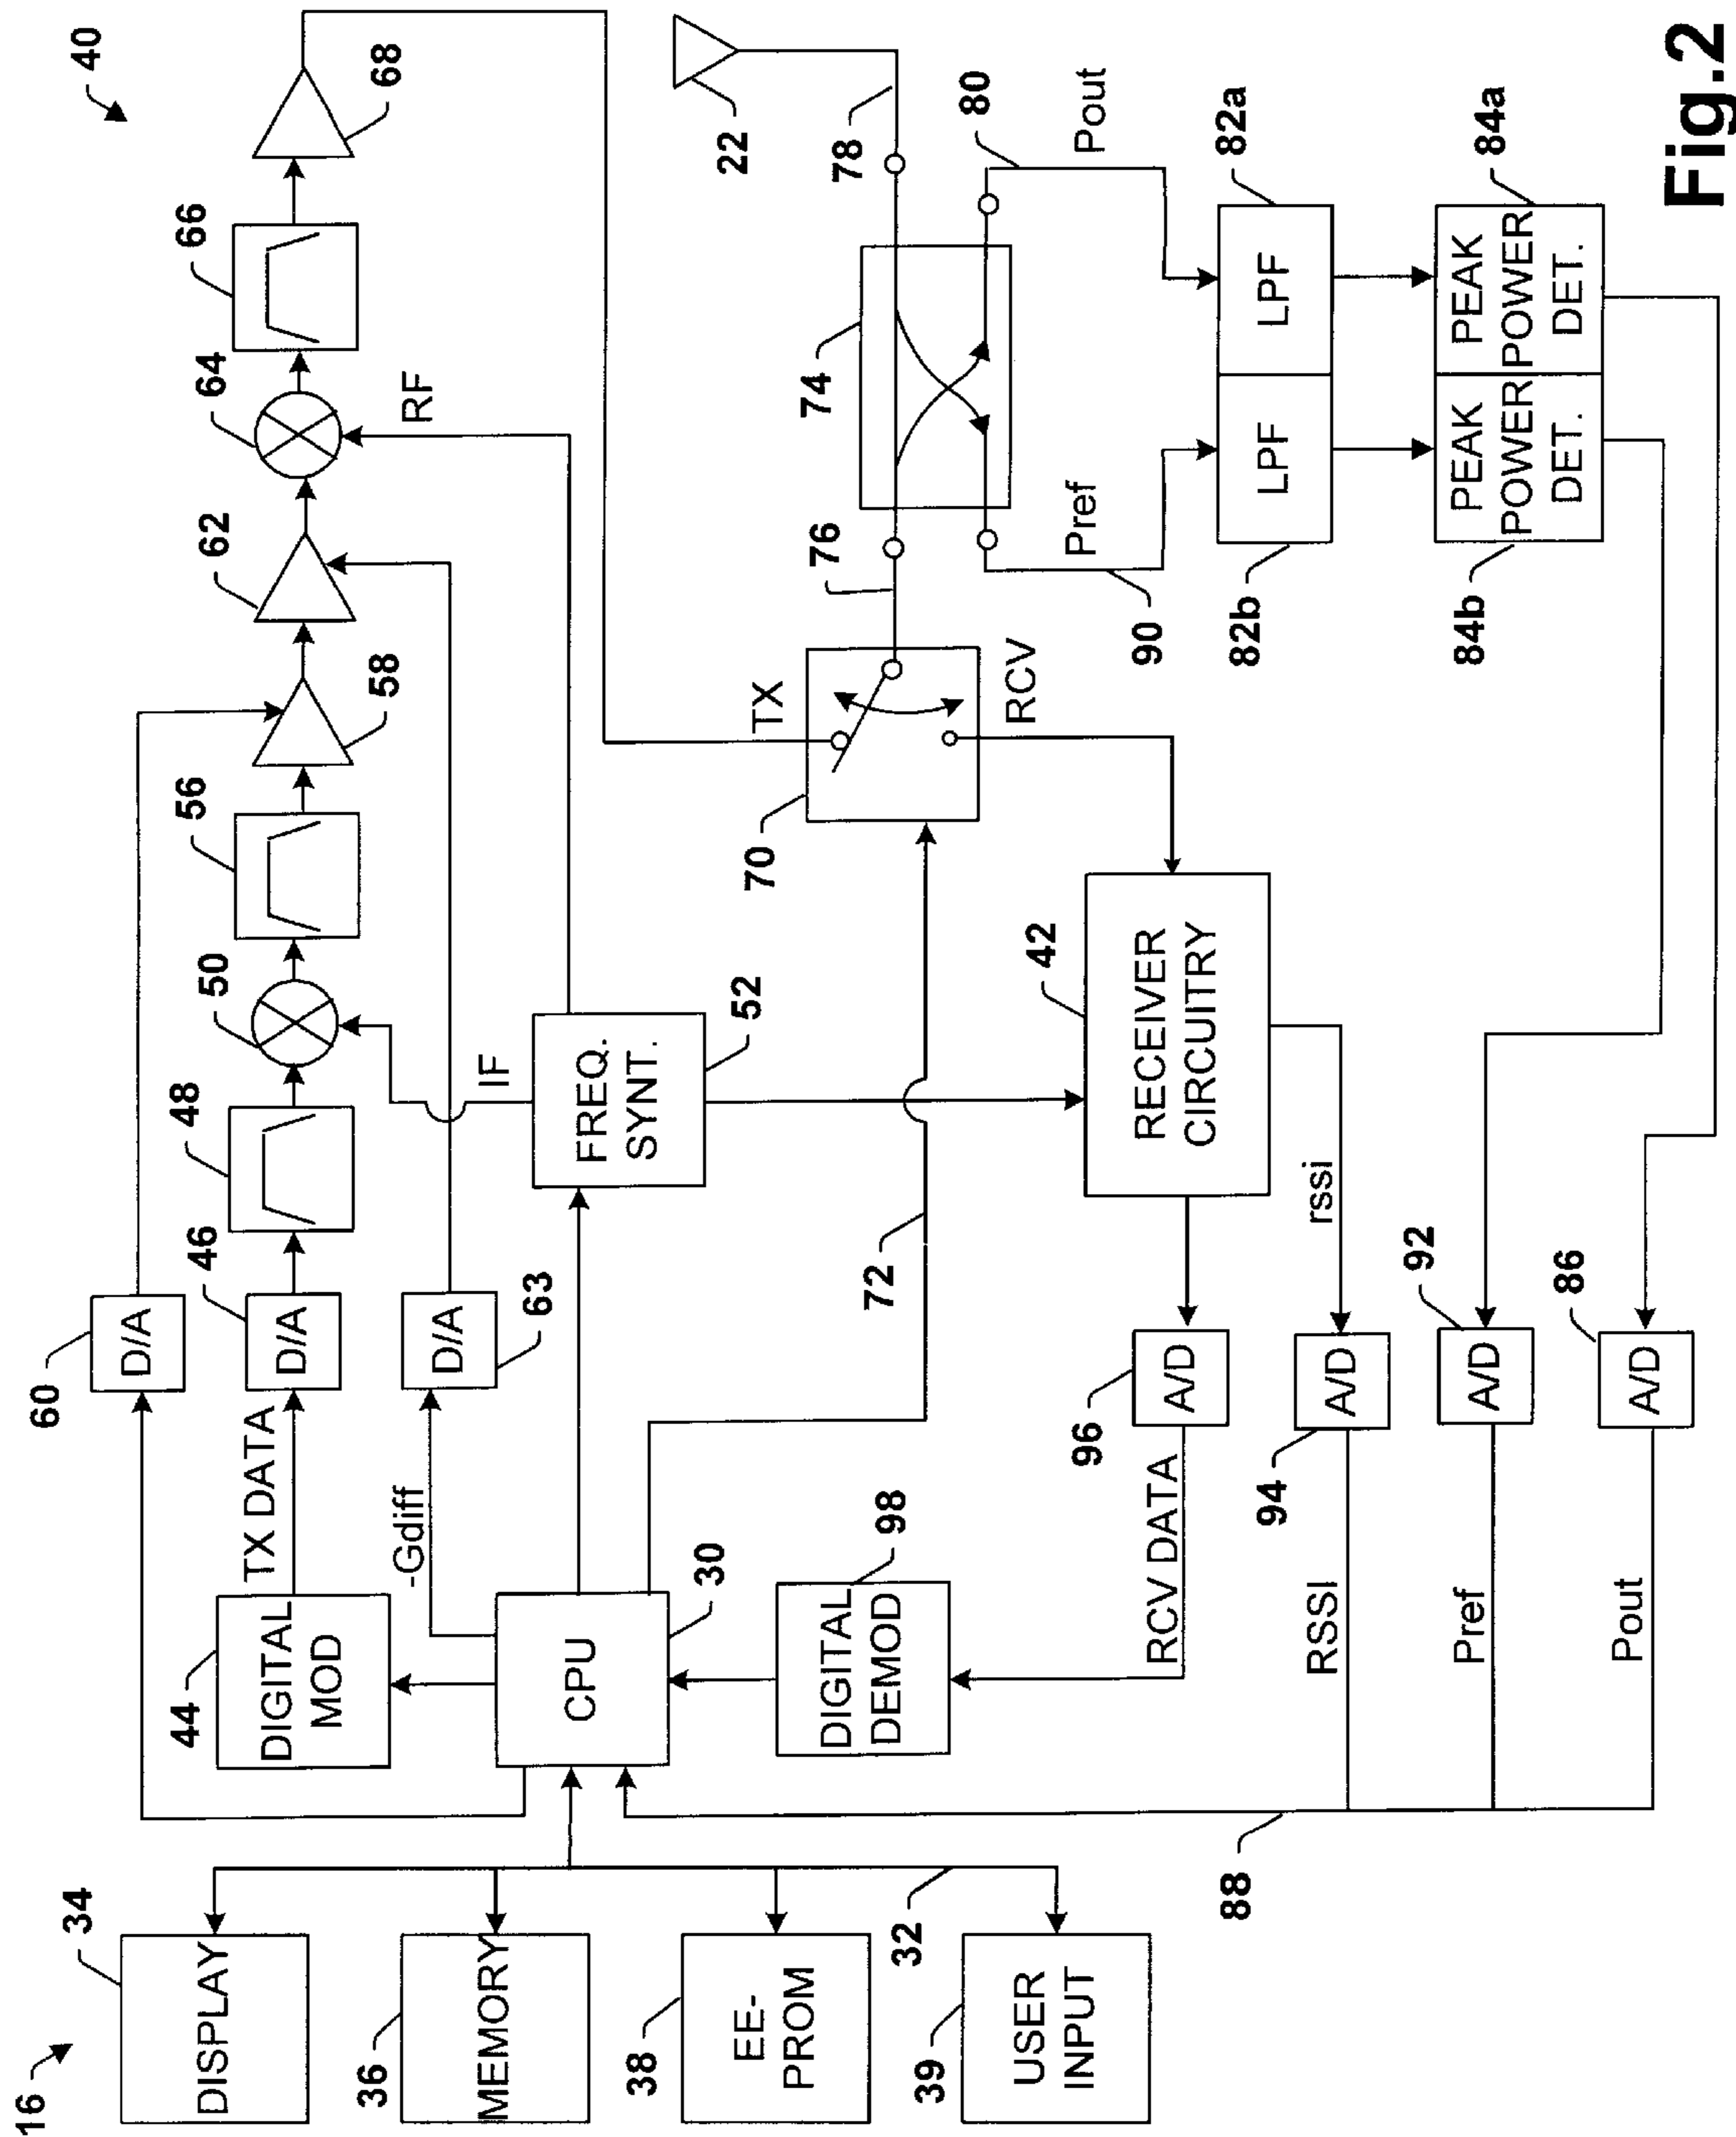 16
34
DISPLAY
36
MEMORY
38
EE-
PROM
39
USER
INPUT
32
88
44
DIGITAL
MOD
TX DATA
60
D/A
46
D/A
-Gdiff
D/A
63
CPU
30
DIGITAL
DEMOD
98
RCV DATA
RSSI
Pref
Pout
96
A/D
94
A/D
92
A/D
86
A/D
rssi
72
48
50
IF
FREQ.
SYNT.
52
42
RECEIVER
CIRCUITRY
56
58
62
64
RF
66
68
40
70
TX
RCV
76
74
78
22
80
Pout
Pref
90
82b
LPF
LPF
82a
84b
PEAK
POWER
DET.
PEAK
POWER
DET.
84a
Fig.2